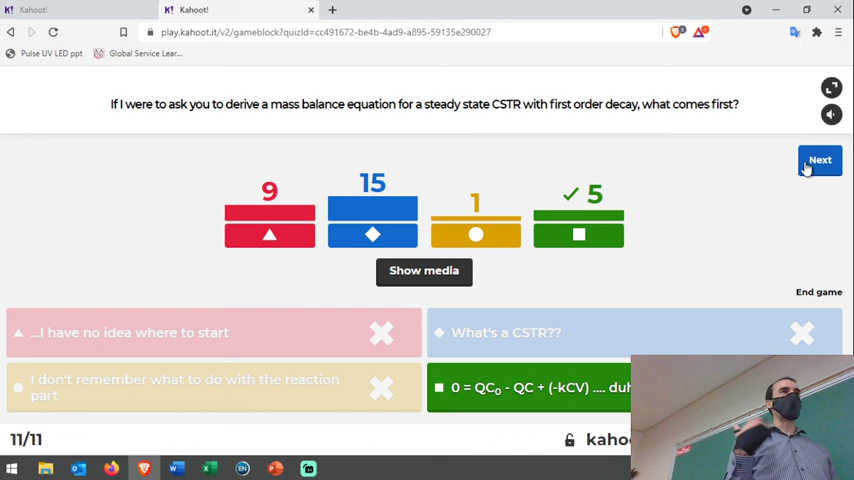 Kahoot!
Kahoot!
play.kahoot.it/v2/gameblock?quizId=cc491672-be4b-4ad9-a895-59135e290027
Pulse UV LED ppt
Global Service Lear...
If I were to ask you to derive a mass balance equation for a steady state CSTR with first order decay, what comes first?
Next
9
15
1
5
Show media
End game
...I have no idea where to start
What's a CSTR??
I don't remember what to do with the reaction
part
0 = QC₀ - QC + (-kCV) .... duh
11/11
kahoo
EN